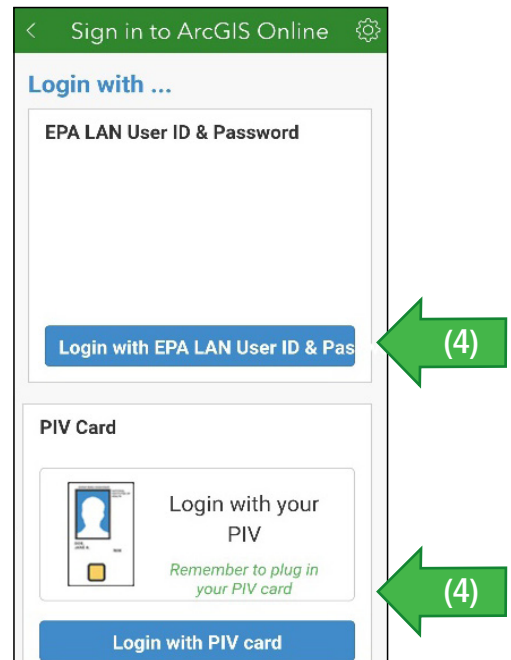 < Sign in to ArcGIS Online
Login with ...
EPA LAN User ID & Password
Login with EPA LAN User ID & Pas
(4)
PIV Card
Login with your
PIV
Remember to plug in
your PIV card
(4)
Login with PIV card